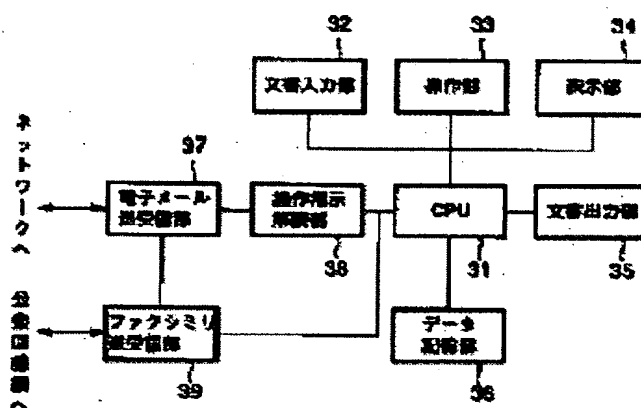 32
33
34
文書入力部
操作部
表示部
ネットワークへ
37
電子メール
送受信部
操作指示
解読部
38
CPU
31
文書出力部
35
公衆回線網へ
ファクシミリ
送受信部
39
データ
記憶部
36